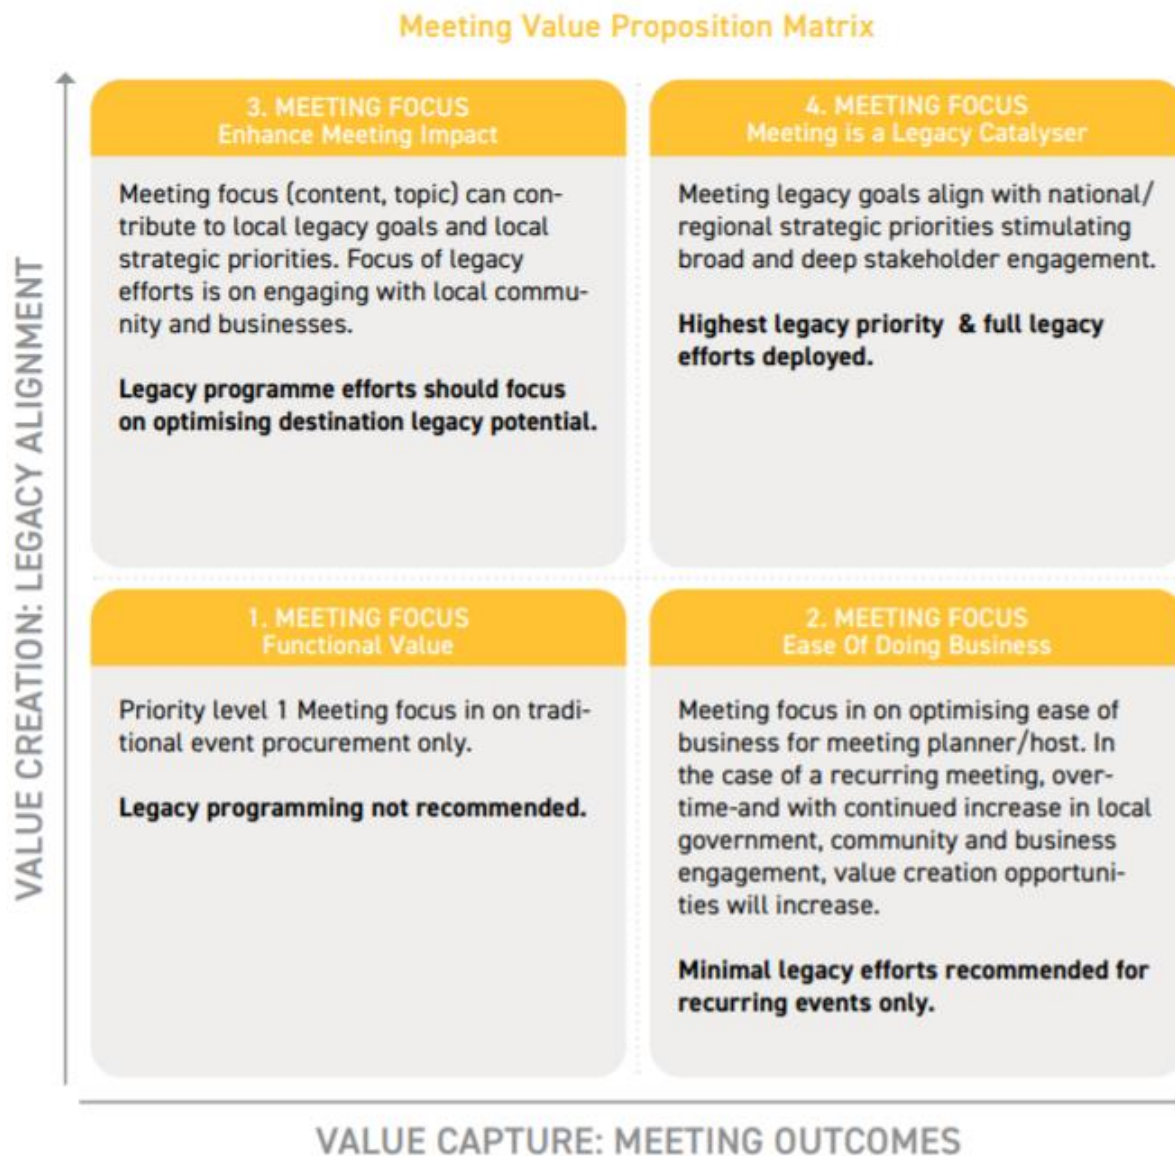 Meeting Value Proposition Matrix
3. MEETING FOCUS
Enhance Meeting Impact
Meeting focus (content, topic) can con-
tribute to local legacy goals and local
strategic priorities. Focus of legacy
efforts is on engaging with local commu-
nity and businesses.
Legacy programme efforts should focus
on optimising destination legacy potential.
4. MEETING FOCUS
Meeting is a Legacy Catalyser
Meeting legacy goals align with national/
regional strategic priorities stimulating
broad and deep stakeholder engagement.
Highest legacy priority & full legacy
efforts deployed.
1. MEETING FOCUS
Functional Value
Priority level 1 Meeting focus in on tradi-
tional event procurement only.
Legacy programming not recommended.
2. MEETING FOCUS
Ease Of Doing Business
Meeting focus in on optimising ease of
business for meeting planner/host. In
the case of a recurring meeting, over-
time-and with continued increase in local
government, community and business
engagement, value creation opportuni-
ties will increase.
Minimal legacy efforts recommended for
recurring events only.
VALUE CREATION: LEGACY ALIGNMENT
VALUE CAPTURE: MEETING OUTCOMES